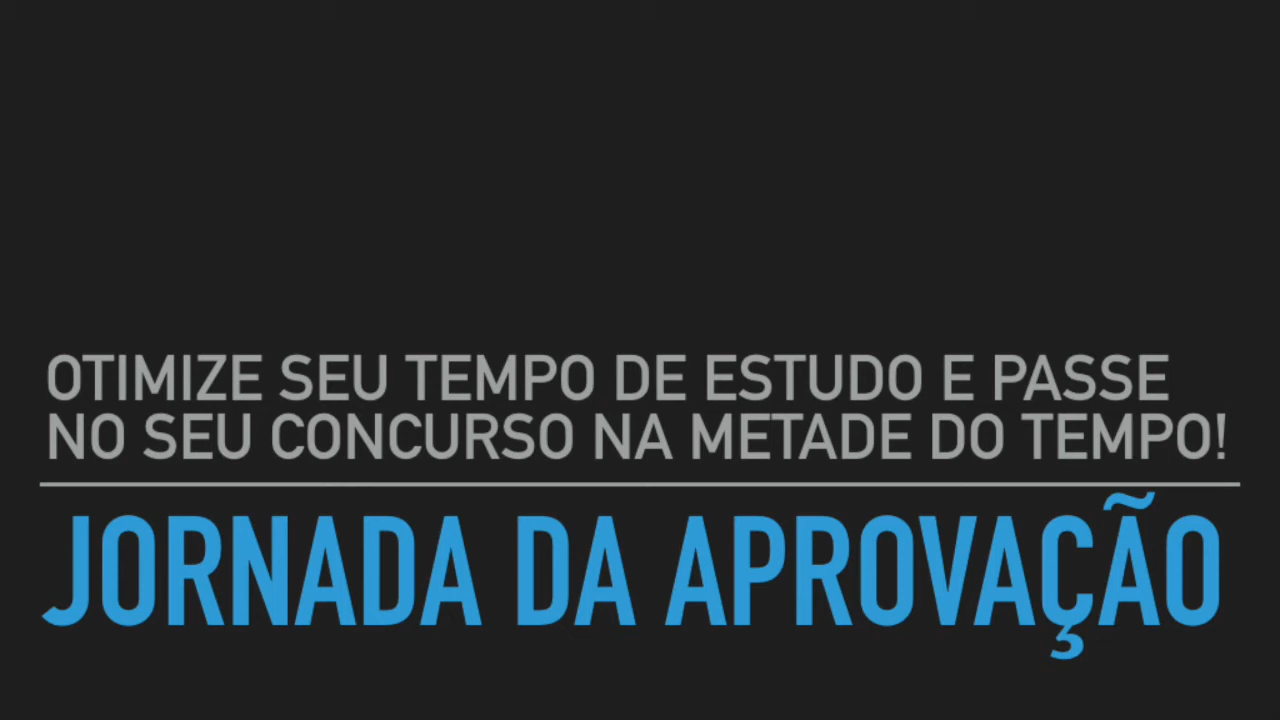 OTIMIZE SEU TEMPO DE ESTUDO E PASSE
NO SEU CONCURSO NA METADE DO TEMPO!
JORNADA DA APROVAÇÃO